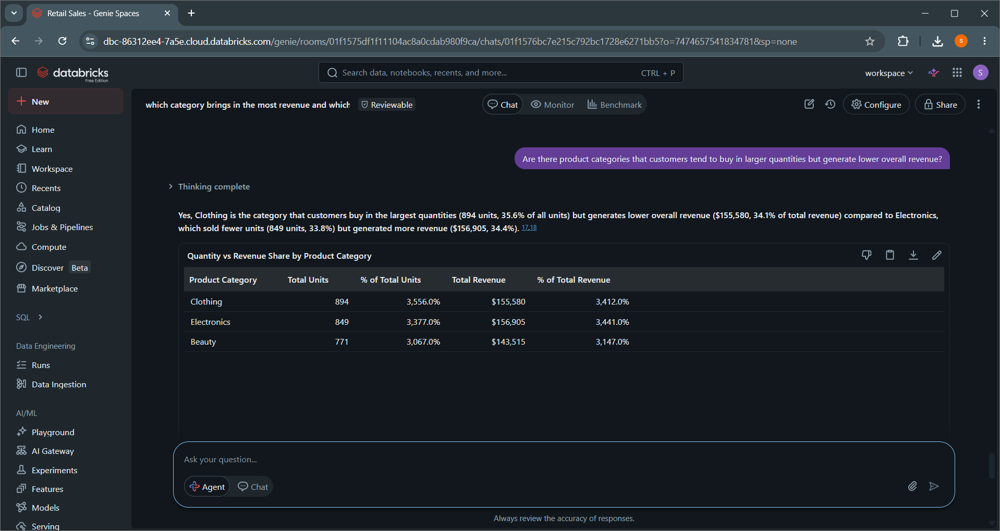 Retail Sales - Genie Spaces
dbc-86312ee4-7a5e.cloud.databricks.com/genie/rooms/01f1575df1f11104ac8a0cdab980f9ca/chats/01f1576bc7e215c792bc1728e6271bb5?o=7474657541834781&sp=none
S
databricks
Free Edition
Search data, notebooks, recents, and more...
CTRL + P
workspace
S
New
Home
Learn
Workspace
Recents
Catalog
Jobs & Pipelines
Compute
Discover Beta
Marketplace
SQL
Data Engineering
Runs
Data Ingestion
AI/ML
Playground
AI Gateway
Experiments
Features
Models
Serving
which category brings in the most revenue and which
Reviewable
Chat
Monitor
Benchmark
Configure
Share
Are there product categories that customers tend to buy in larger quantities but generate lower overall revenue?
Thinking complete
Yes, Clothing is the category that customers buy in the largest quantities (894 units, 35.6% of all units) but generates lower overall revenue ($155,580, 34.1% of total revenue) compared to Electronics,
which sold fewer units (849 units, 33.8%) but generated more revenue ($156,905, 34.4%). 17,18
Quantity vs Revenue Share by Product Category
Product Category Total Units % of Total Units Total Revenue % of Total Revenue
Clothing 894 3,556.0% $155,580 3,412.0%
Electronics 849 3,377.0% $156,905 3,441.0%
Beauty 771 3,067.0% $143,515 3,147.0%
Ask your question...
Agent
Chat
Always review the accuracy of responses.